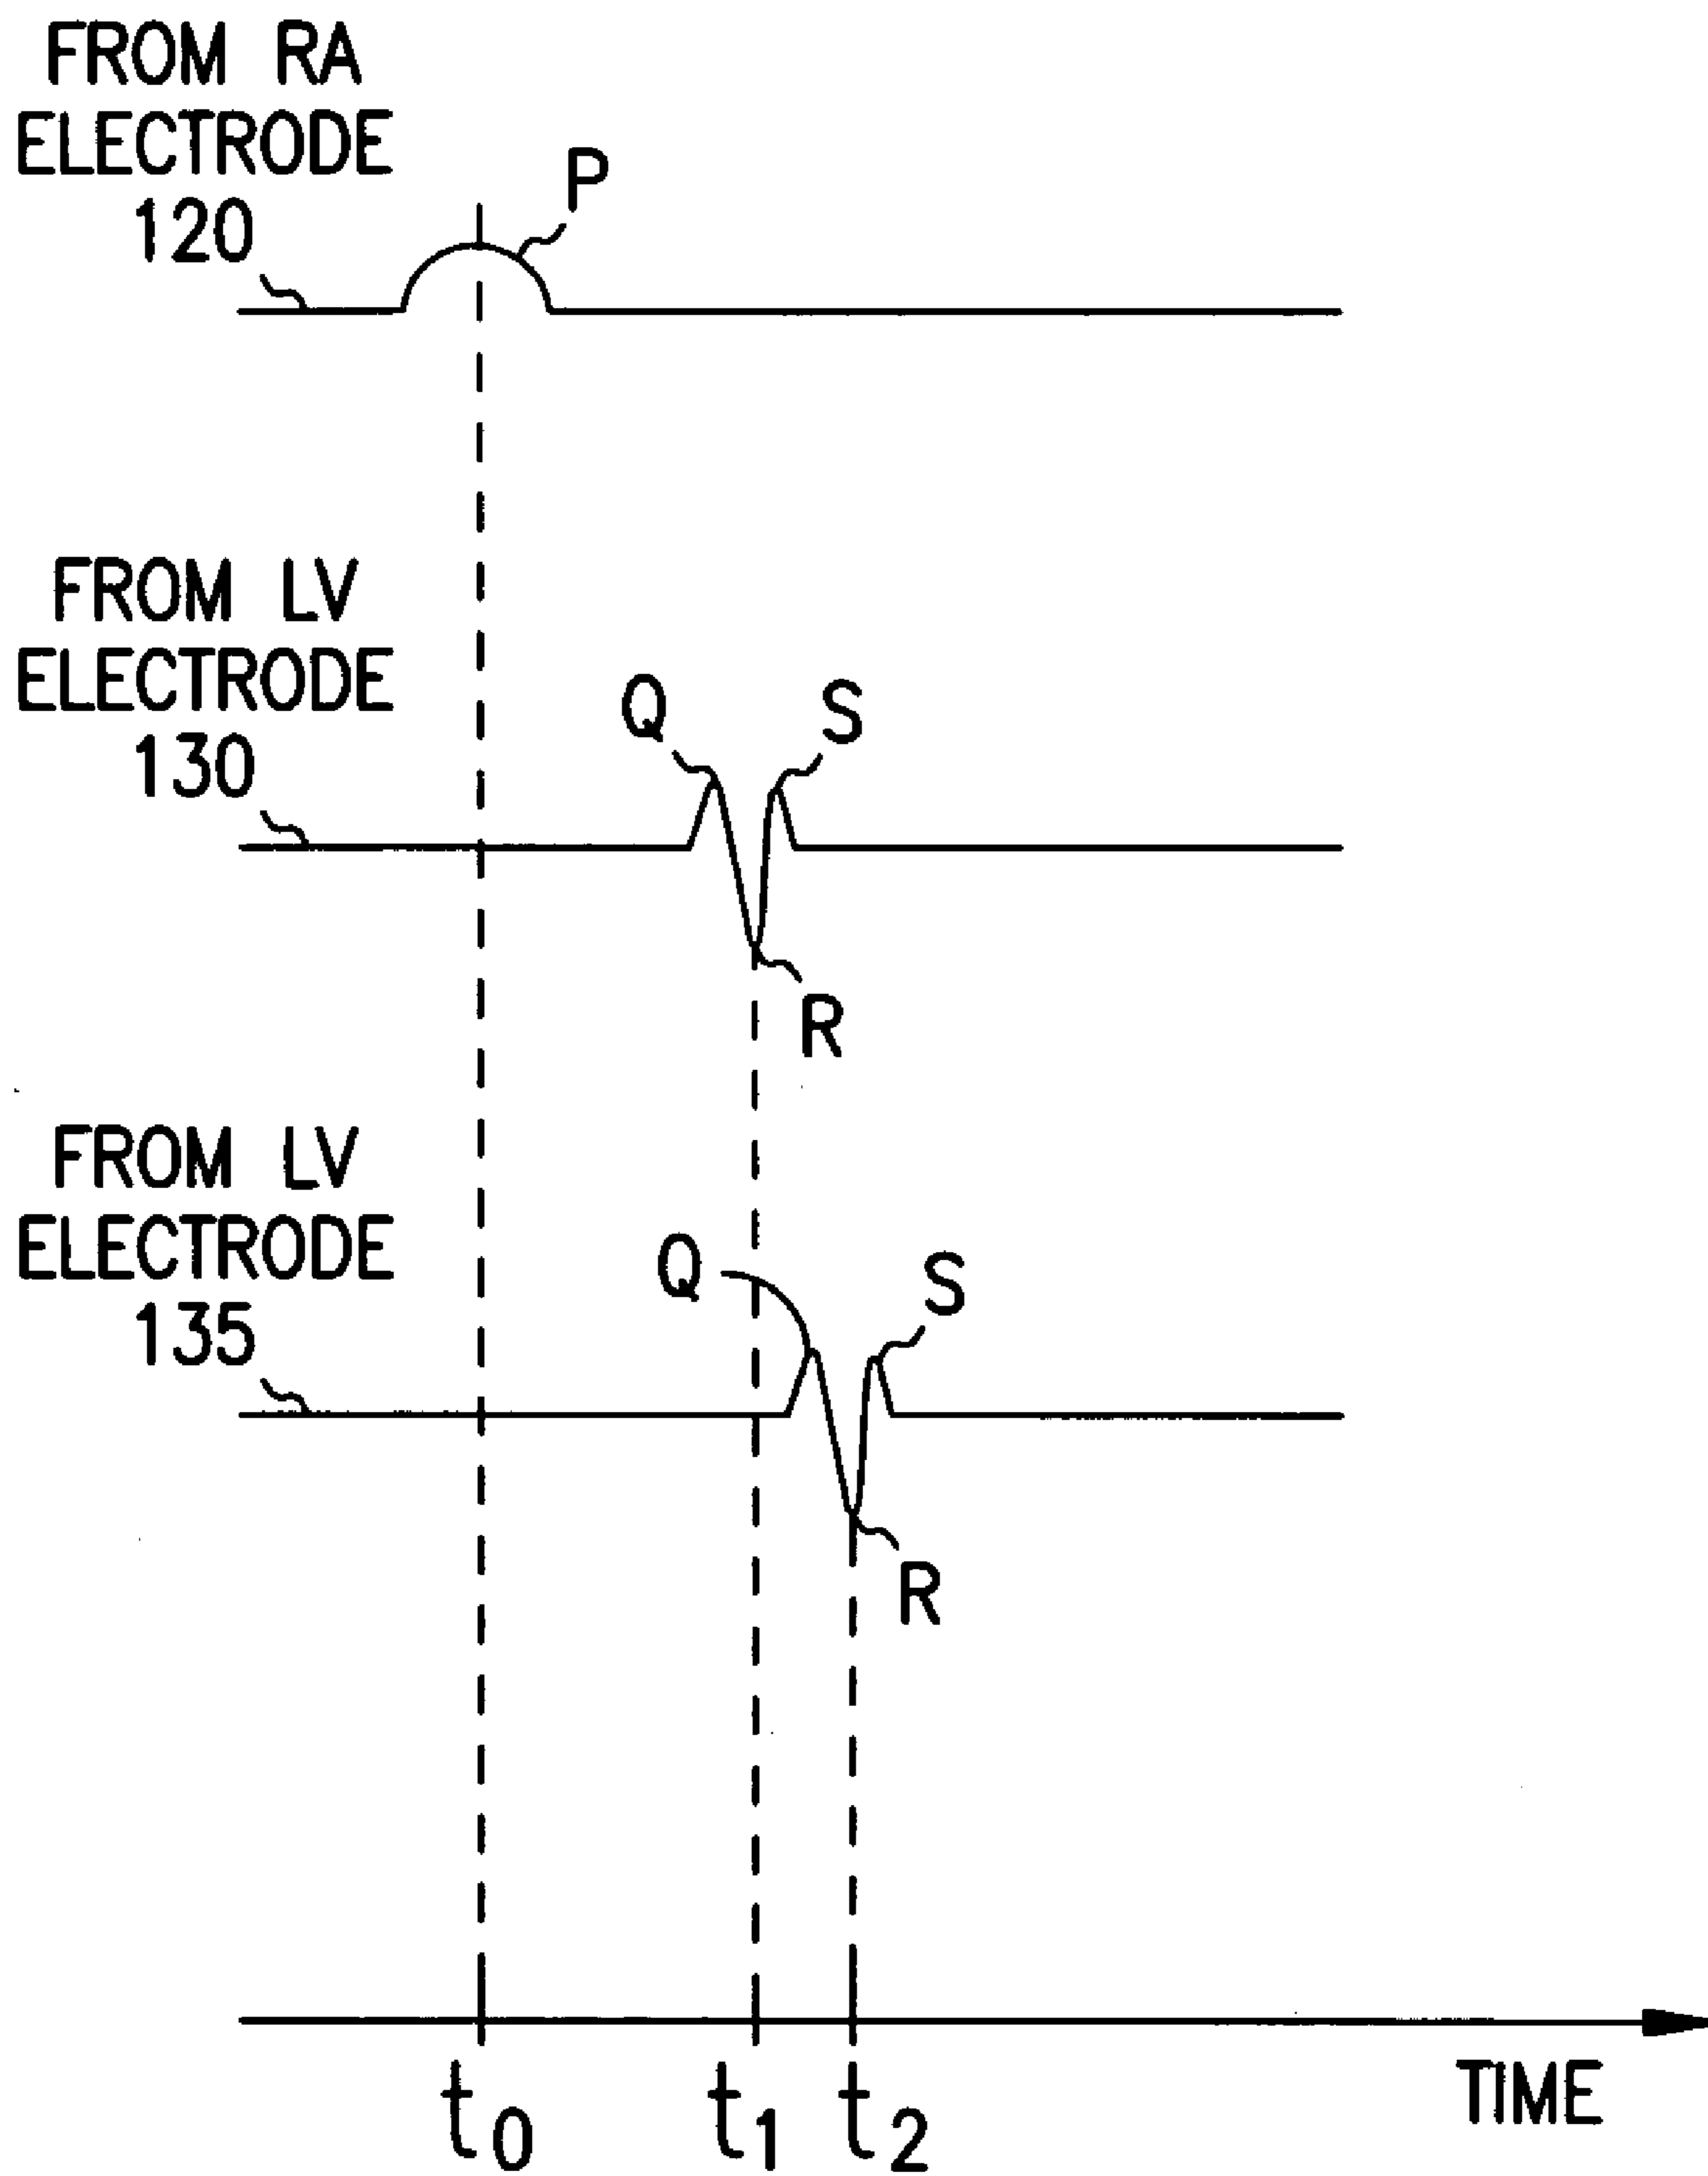 FROM RA
ELECTRODE
120
P
FROM LV
ELECTRODE
130
Q
S
R
FROM LV
ELECTRODE
135
Q
S
R
t0 t1 t2
TIME